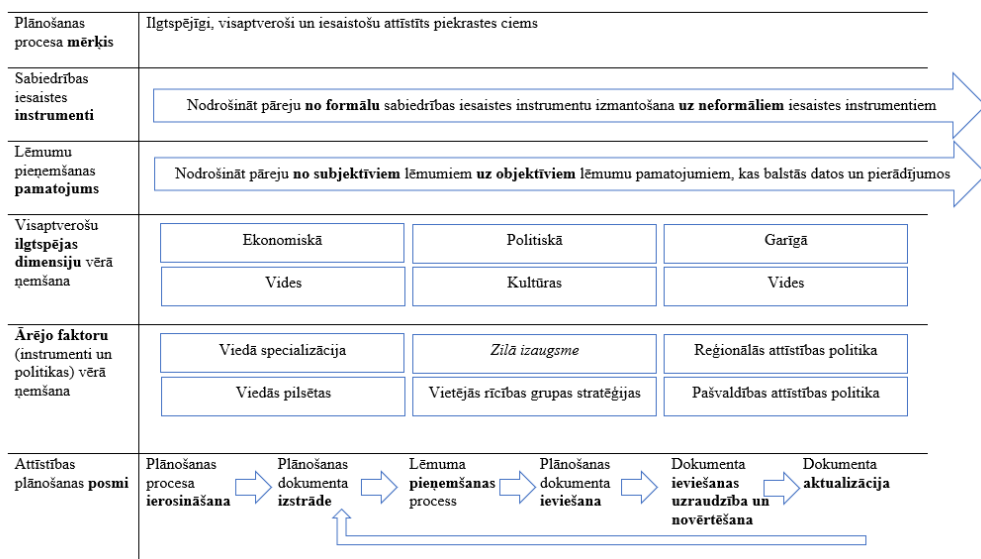 Plānošanas
procesa mērķis
Ilgtspējīgi, visaptveroši un iesaistošu attīstīts piekrastes ciems
Sabiedrības
iesaistes
instrumenti
Nodrošināt pāreju no formālu sabiedrības iesaistes instrumentu izmantošana uz neformāliem iesaistes instrumentiem
Lēmumu
pieņemšanas
pamatojums
Nodrošināt pāreju no subjektīviem lēmumiem uz objektīviem lēmumu pamatojumiem, kas balstās datos un pierādījumos
Visaptverošu
ilgtspējas
dimensiju vērā
ņemšana
Ekonomiskā
Politiskā
Garīgā
Vides
Kultūras
Vides
Ārējo faktoru
(instrumenti un
politikas) vērā
ņemšana
Viedā specializācija
Zilā izaugsme
Reģionālās attīstības politika
Viedās pilsētas
Vietējās rīcības grupas stratēģijas
Pašvaldības attīstības politika
Attīstības
plānošanas posmi
Plānošanas
procesa
ierosināšana
Plānošanas
dokumenta
izstrāde
Lēmuma
pieņemšanas
process
Plānošanas
dokumenta
ieviešana
Dokumenta
ieviešanas
uzraudzība un
novērtēšana
Dokumenta
aktualizācija